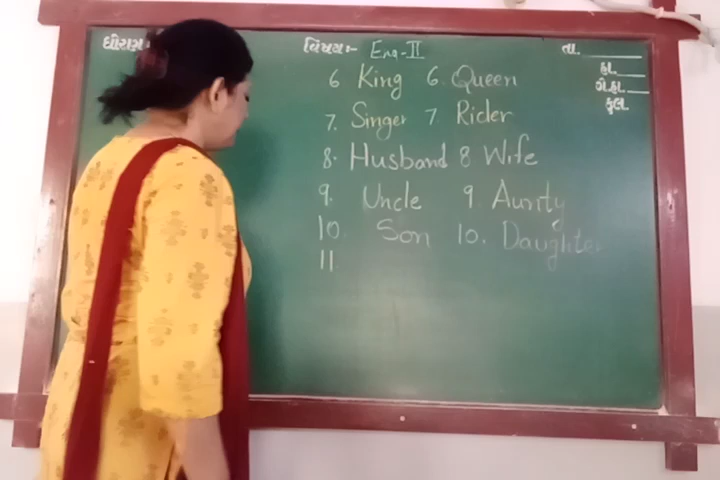 ધોરણ:- વિષય:- Eng-II તા.
હા.
ગે.હા.
કુલ.
6 King 6. Queen
7. Singer 7 Rider
8. Husband 8 Wife
9. Uncle 9. Aunty
10. Son 10. Daughter
11.